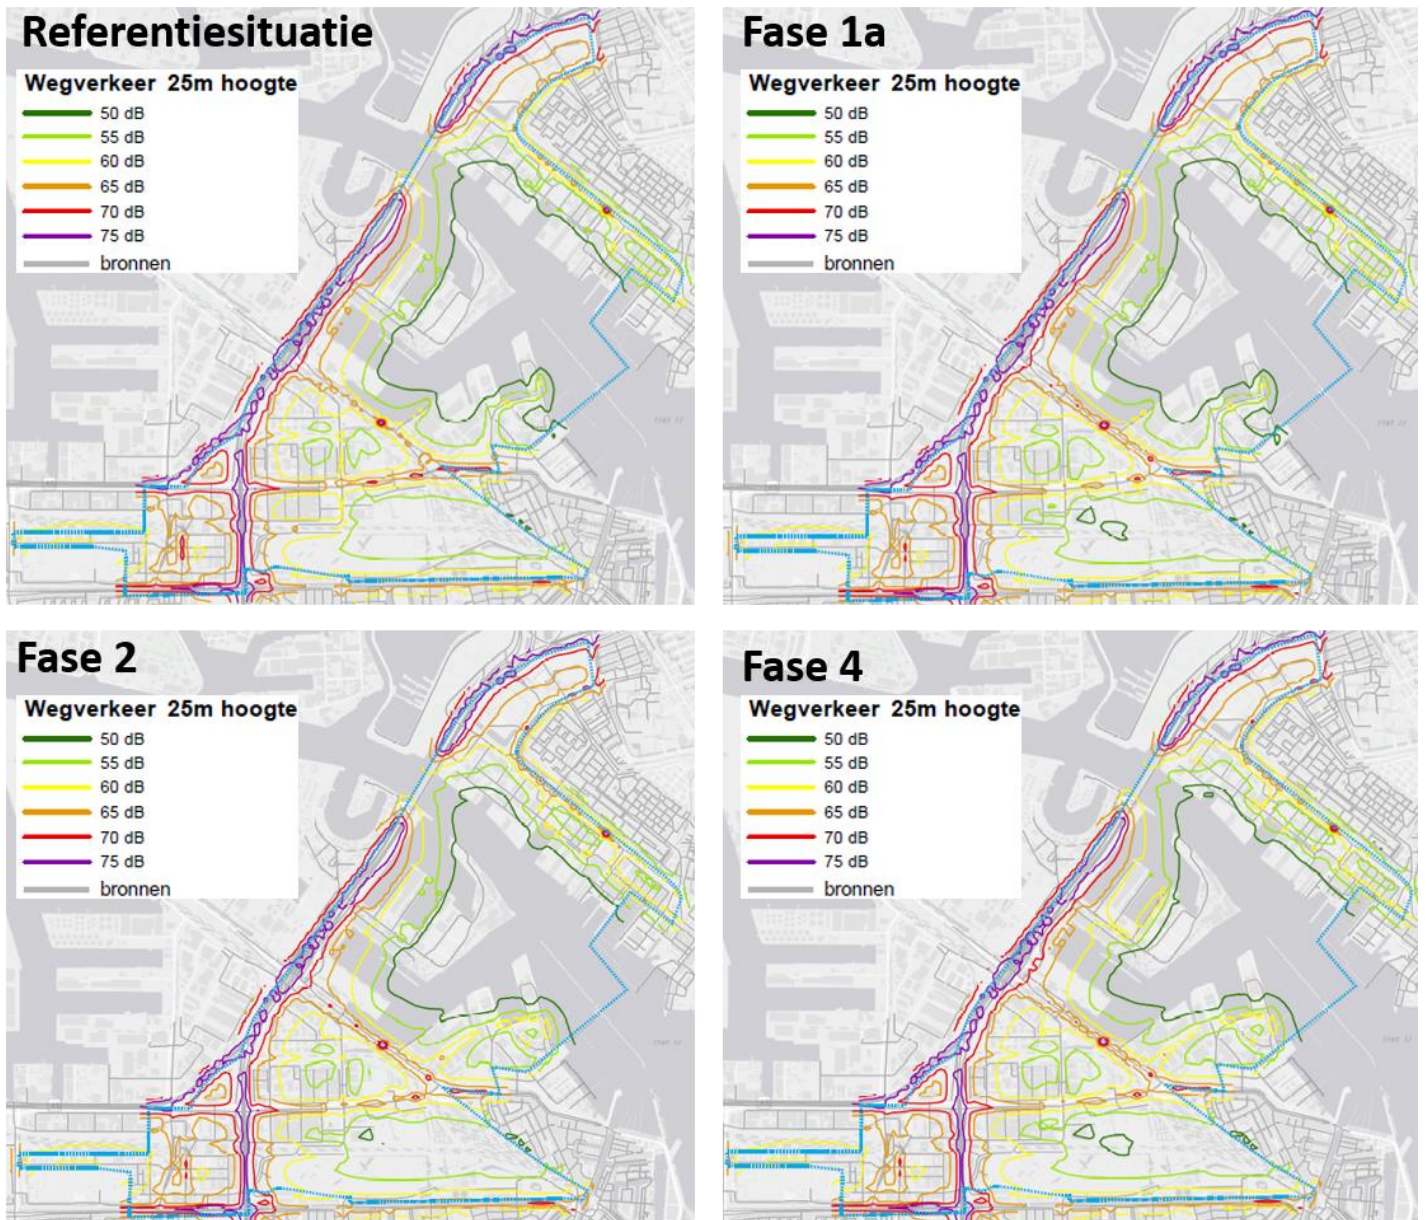 Referentiesituatie
Wegverkeer 25m hoogte
50 dB
55 dB
60 dB
65 dB
70 dB
75 dB
bronnen
Fase 1a
Wegverkeer 25m hoogte
50 dB
55 dB
60 dB
65 dB
70 dB
75 dB
bronnen
Fase 2
Wegverkeer 25m hoogte
50 dB
55 dB
60 dB
65 dB
70 dB
75 dB
bronnen
Fase 4
Wegverkeer 25m hoogte
50 dB
55 dB
60 dB
65 dB
70 dB
75 dB
bronnen